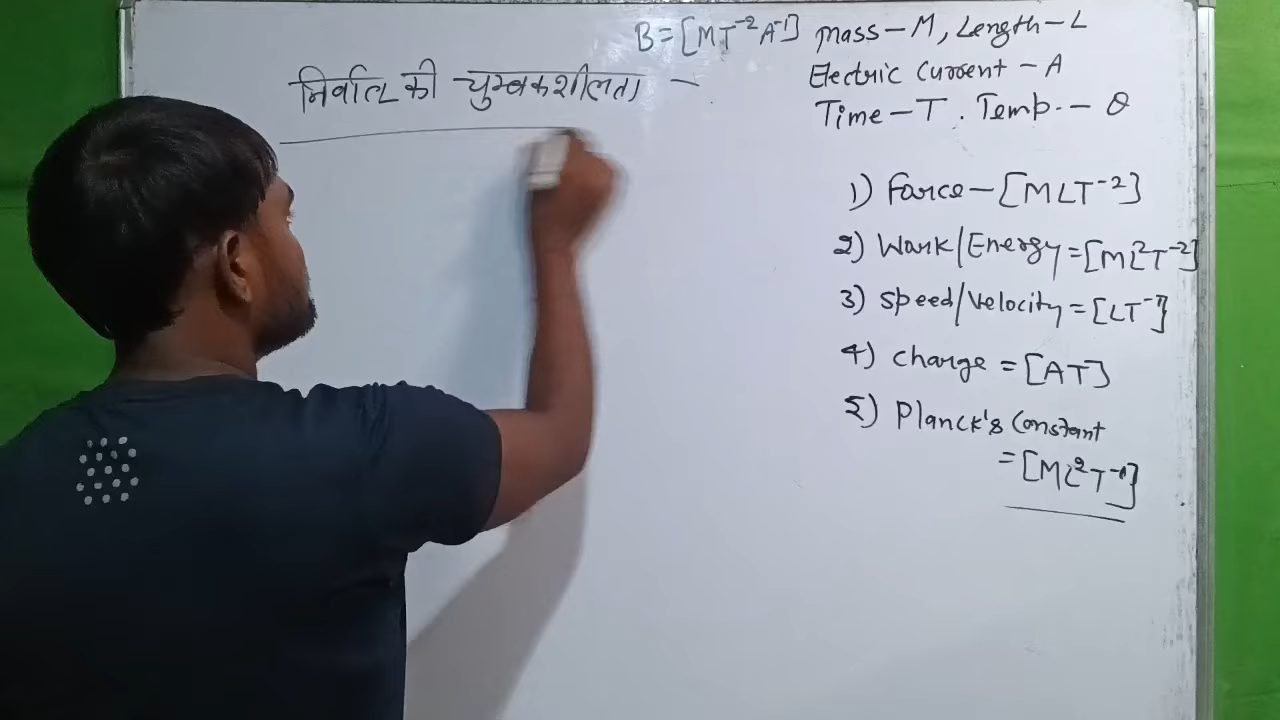 B = [MT⁻²A⁻¹] mass – M, Length – L
Electric Current – A
Time – T . Temp. – θ
निर्वात की चुम्बकशीलता –
1) Force – [MLT⁻²]
2) Work/Energy = [ML²T⁻²]
3) speed/velocity = [LT⁻¹]
4) charge = [AT]
5) Planck's Constant
= [ML²T⁻¹]